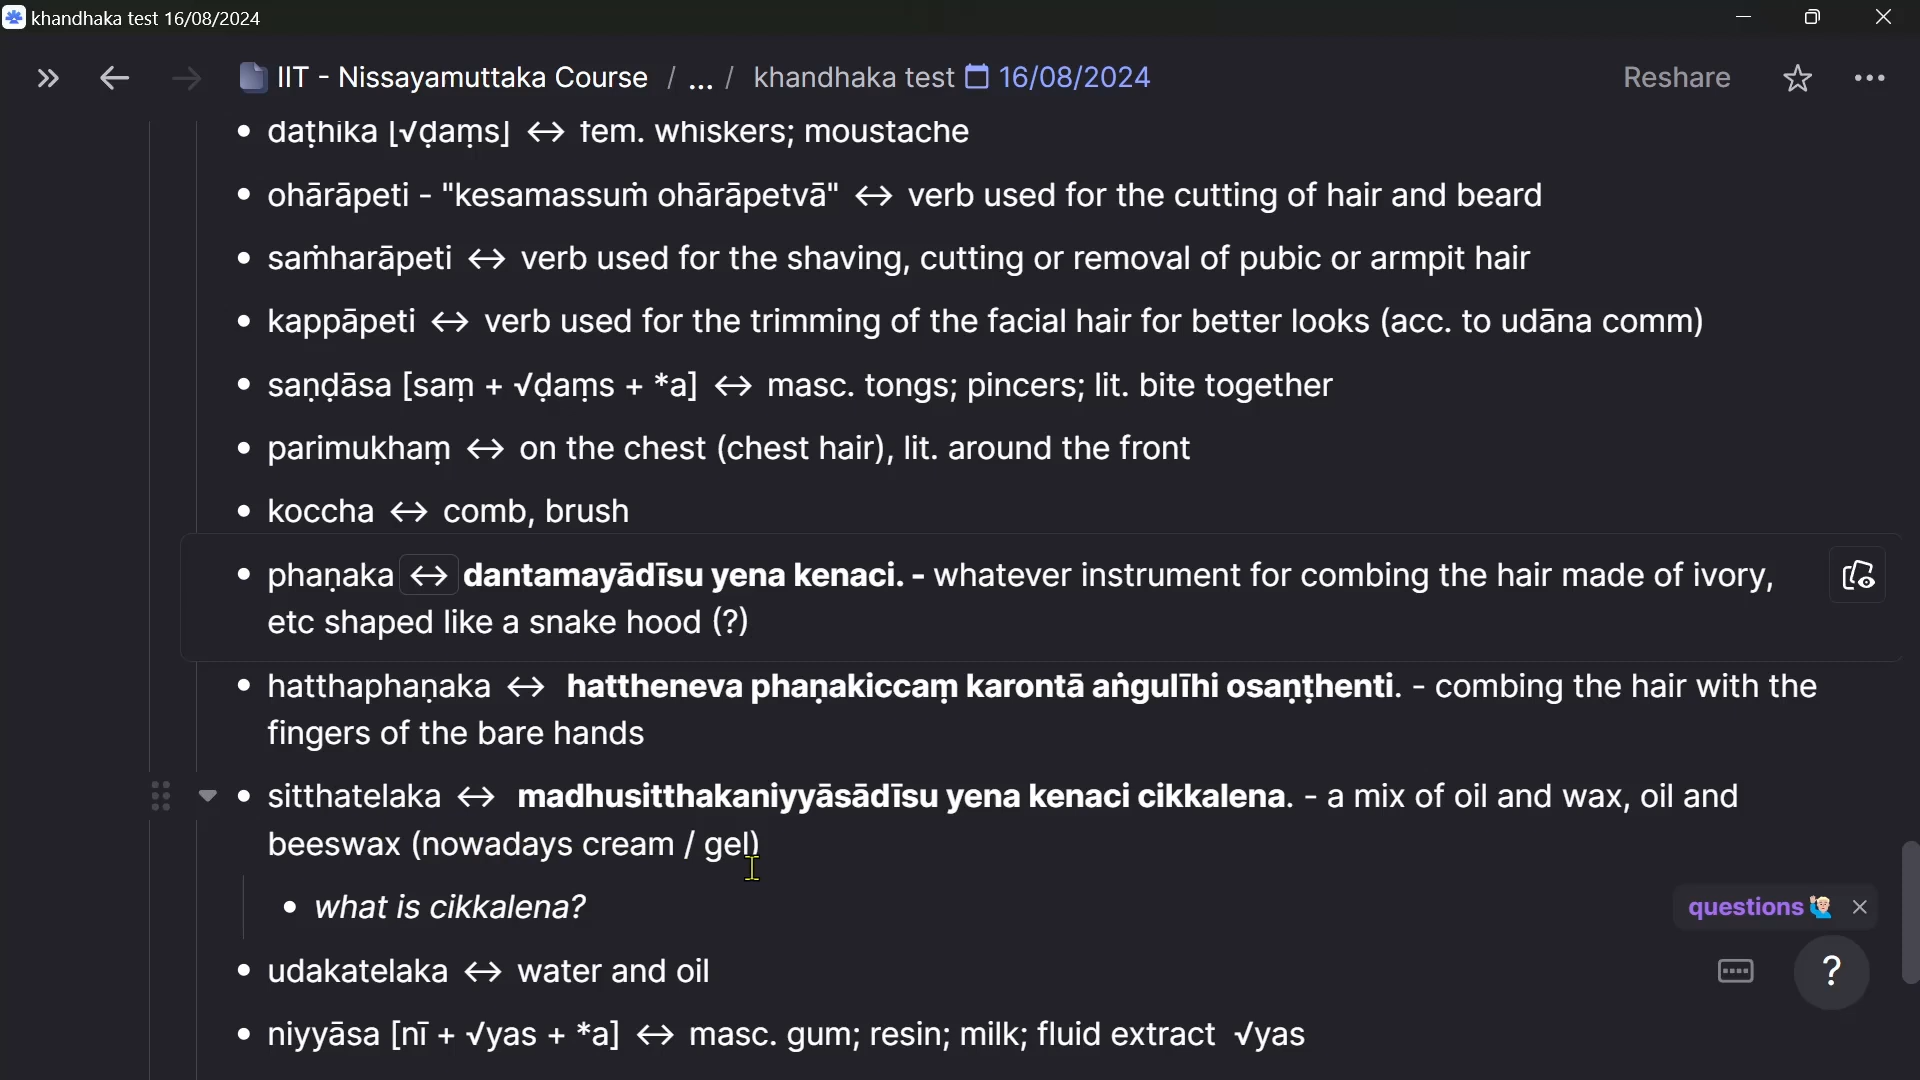 khandhaka test 16/08/2024
IIT - Nissayamuttaka Course / ... / khandhaka test 16/08/2024
Reshare
• dāṭhika [√ḍaṃs] ↔ fem. whiskers; moustache
• ohārāpeti - "kesamassuṁ ohārāpetvā" ↔ verb used for the cutting of hair and beard
• saṁharāpeti ↔ verb used for the shaving, cutting or removal of pubic or armpit hair
• kappāpeti ↔ verb used for the trimming of the facial hair for better looks (acc. to udāna comm)
• saṇḍāsa [saṃ + √ḍaṃs + *a] ↔ masc. tongs; pincers; lit. bite together
• parimukhaṃ ↔ on the chest (chest hair), lit. around the front
• koccha ↔ comb, brush
• phaṇaka ↔ dantamayādīsu yena kenaci. - whatever instrument for combing the hair made of ivory,
etc shaped like a snake hood (?)
• hatthaphaṇaka ↔ hattheneva phaṇakiccaṃ karontā aṅgulīhi osaṇṭhenti. - combing the hair with the
fingers of the bare hands
• sitthatelaka ↔ madhusitthakaniyyāsādīsu yena kenaci cikkalena. - a mix of oil and wax, oil and
beeswax (nowadays cream / gel)
• what is cikkalena?
questions 🙋🏻‍♂️ ×
• udakatelaka ↔ water and oil
?
• niyyāsa [nī + √yas + *a] ↔ masc. gum; resin; milk; fluid extract √yas